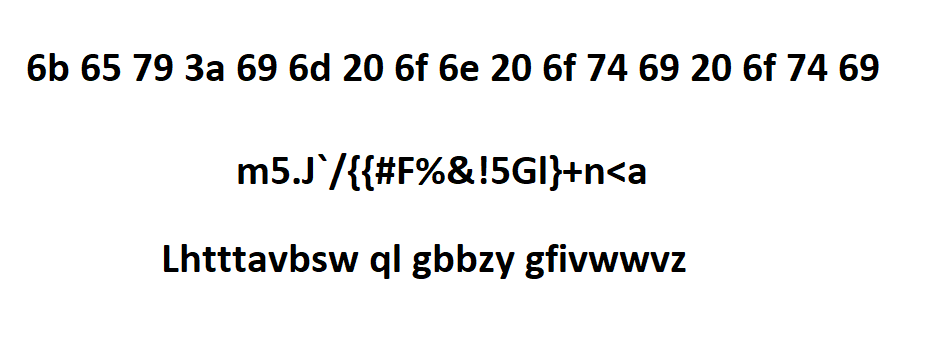 6b 65 79 3a 69 6d 20 6f 6e 20 6f 74 69 20 6f 74 69
m5.J`/{{#F%&!5Gl}+n<a
Lhtttavbsw ql gbbzy gfivwwvz